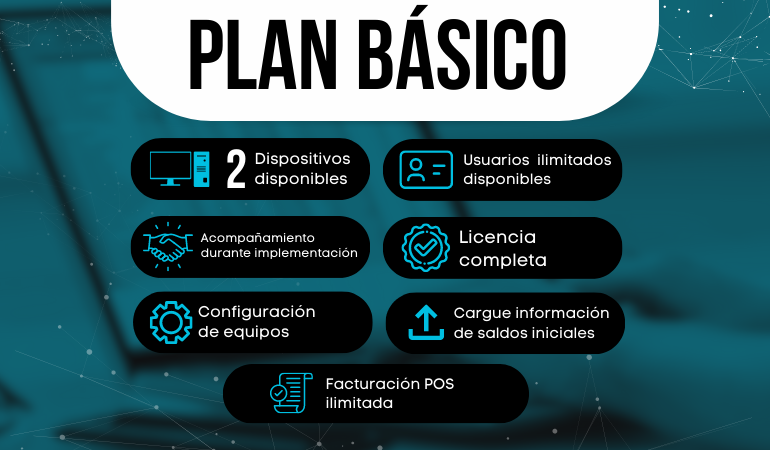 PLAN BÁSICO
2 Dispositivos
disponibles
Usuarios ilimitados
disponibles
Acompañamiento
durante implementación
Licencia
completa
Configuración
de equipos
Cargue información
de saldos iniciales
Facturación POS
ilimitada